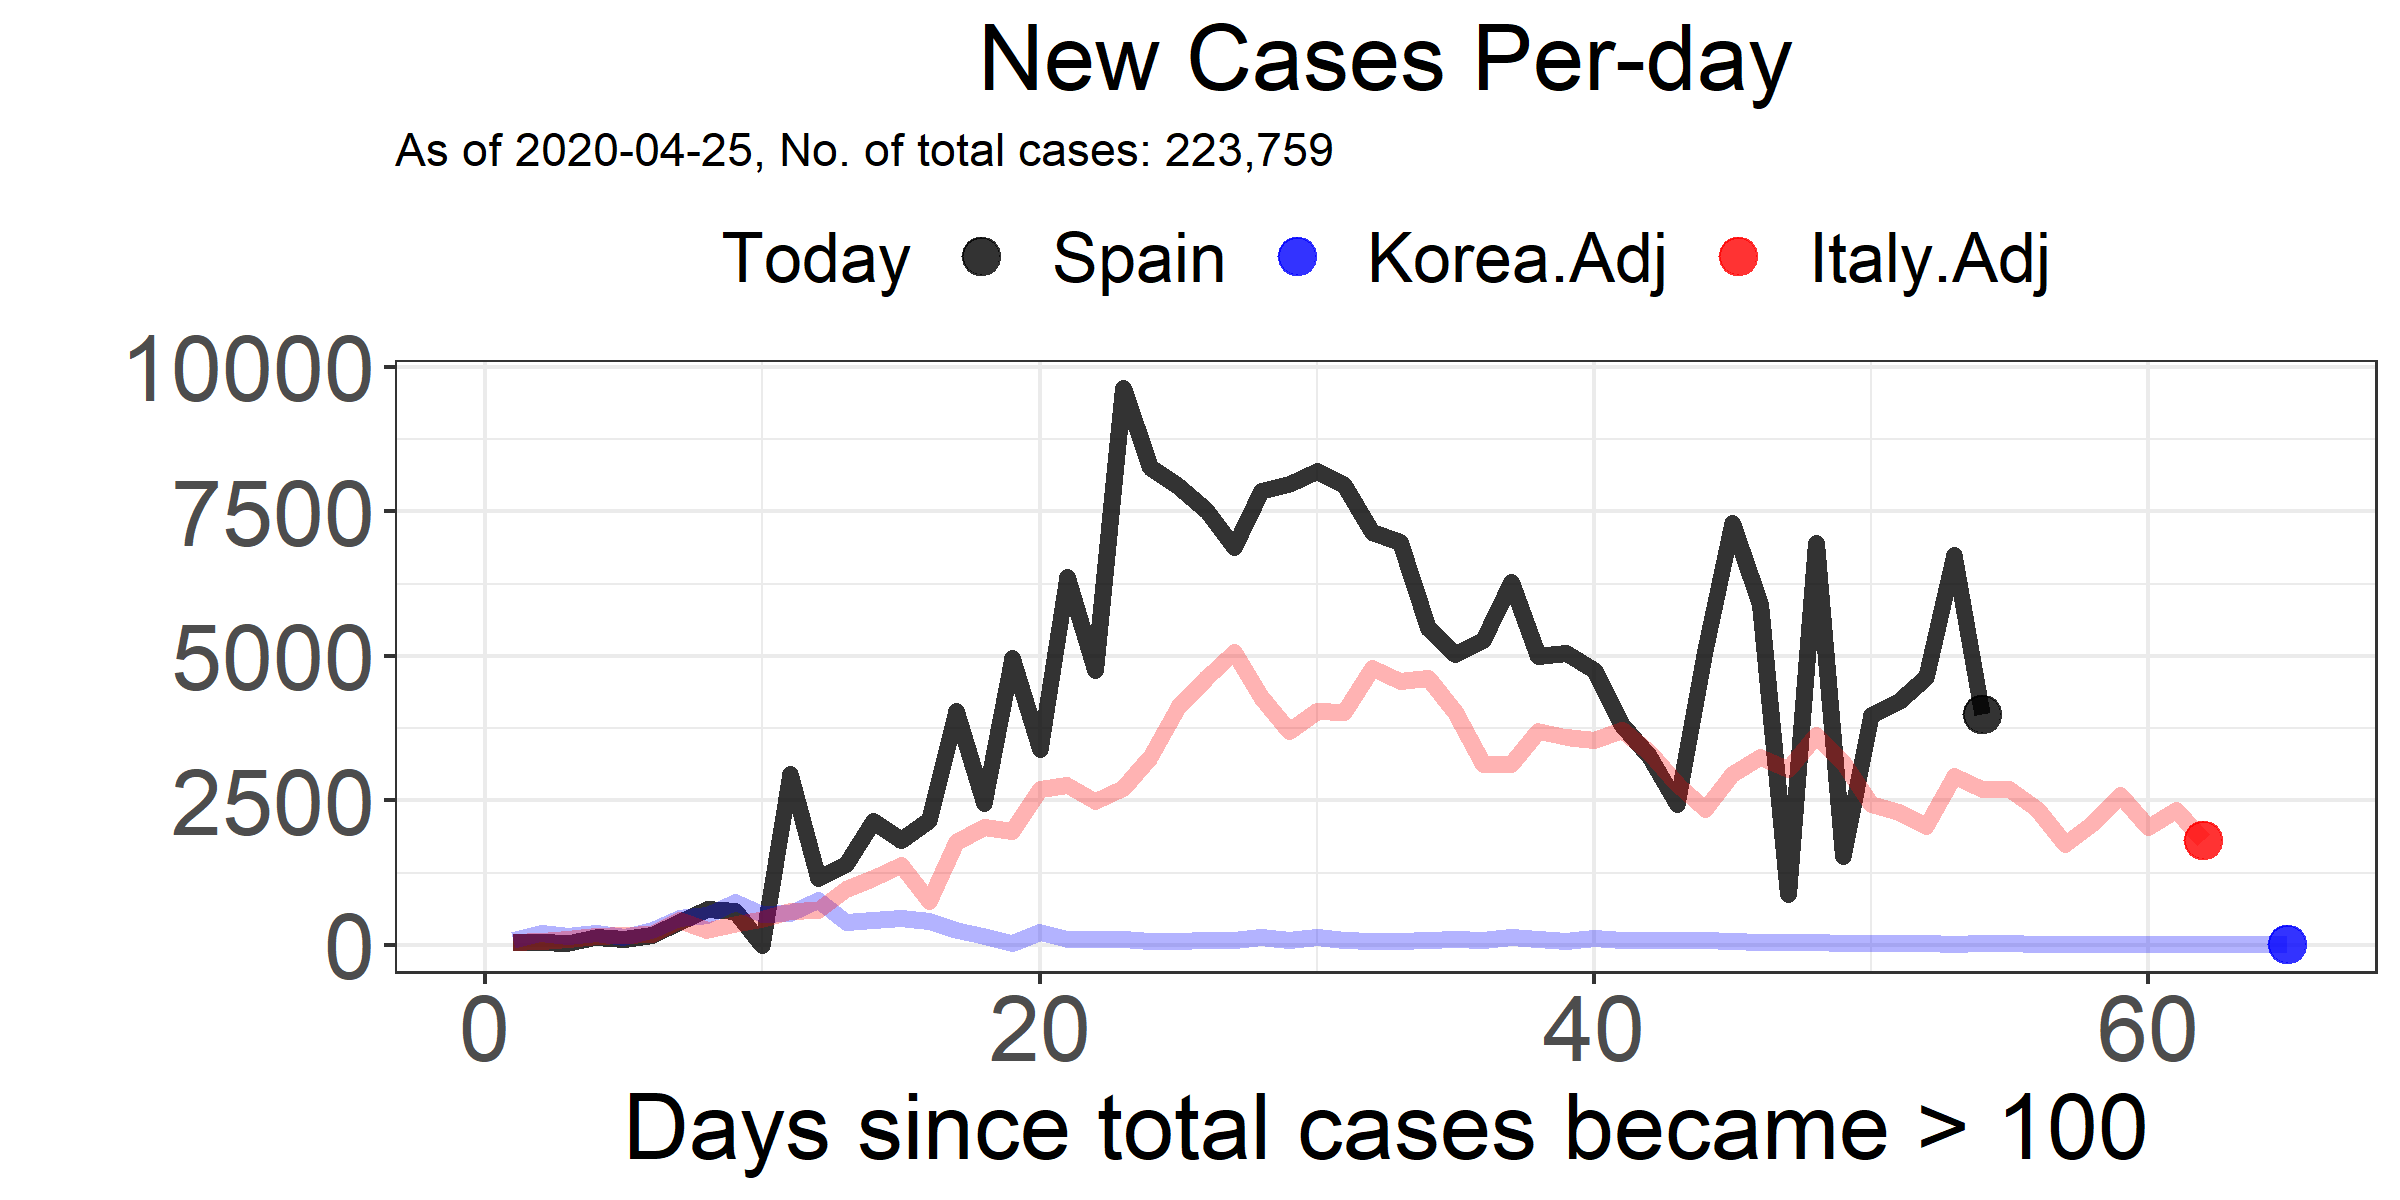 New Cases Per-day
As of 2020-04-25, No. of total cases: 223,759
Today Spain Korea.Adj Italy.Adj
10000
7500
5000
2500
0
0 20 40 60
Days since total cases became > 100